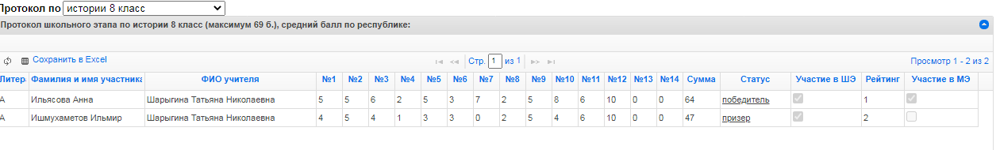 Протокол по истории 8 класс
Протокол школьного этапа по истории 8 класс (максимум 69 б.), средний балл по республике:
Сохранить в Excel Стр. 1 из 1 Просмотр 1 - 2 из 2
Литера Фамилия и имя участника ФИО учителя №1 №2 №3 №4 №5 №6 №7 №8 №9 №10 №11 №12 №13 №14 Сумма Статус Участие в ШЭ Рейтинг Участие в МЭ
А Ильясова Анна Шарыгина Татьяна Николаевна 5 5 6 2 5 3 7 2 5 8 6 10 0 0 64 победитель 1
А Ишмухаметов Ильмир Шарыгина Татьяна Николаевна 4 5 4 1 3 3 0 2 5 4 6 10 0 0 47 призер 2